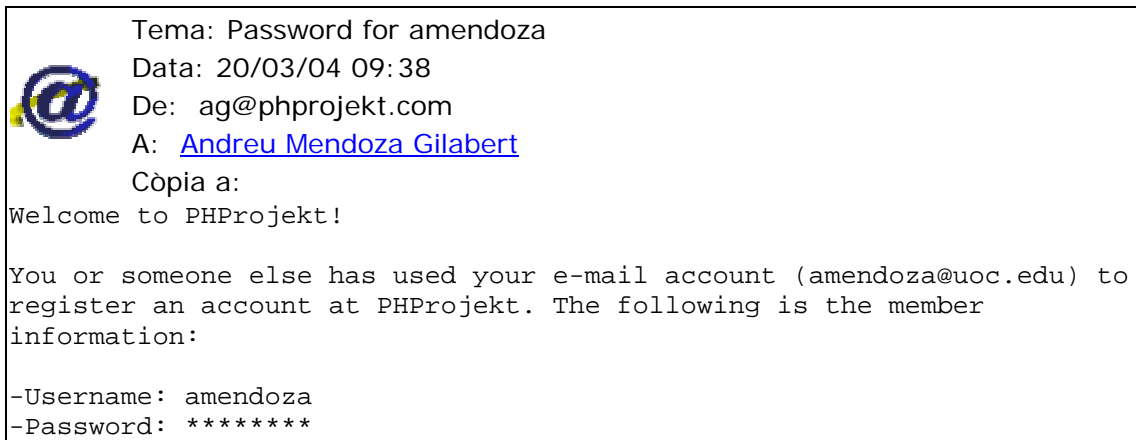 Tema: Password for amendoza
Data: 20/03/04 09:38
De: ag@phprojekt.com
A: Andreu Mendoza Gilabert
Còpia a:
Welcome to PHProjekt!
You or someone else has used your e-mail account (amendoza@uoc.edu) to
register an account at PHProjekt. The following is the member
information:
-Username: amendoza
-Password: ********